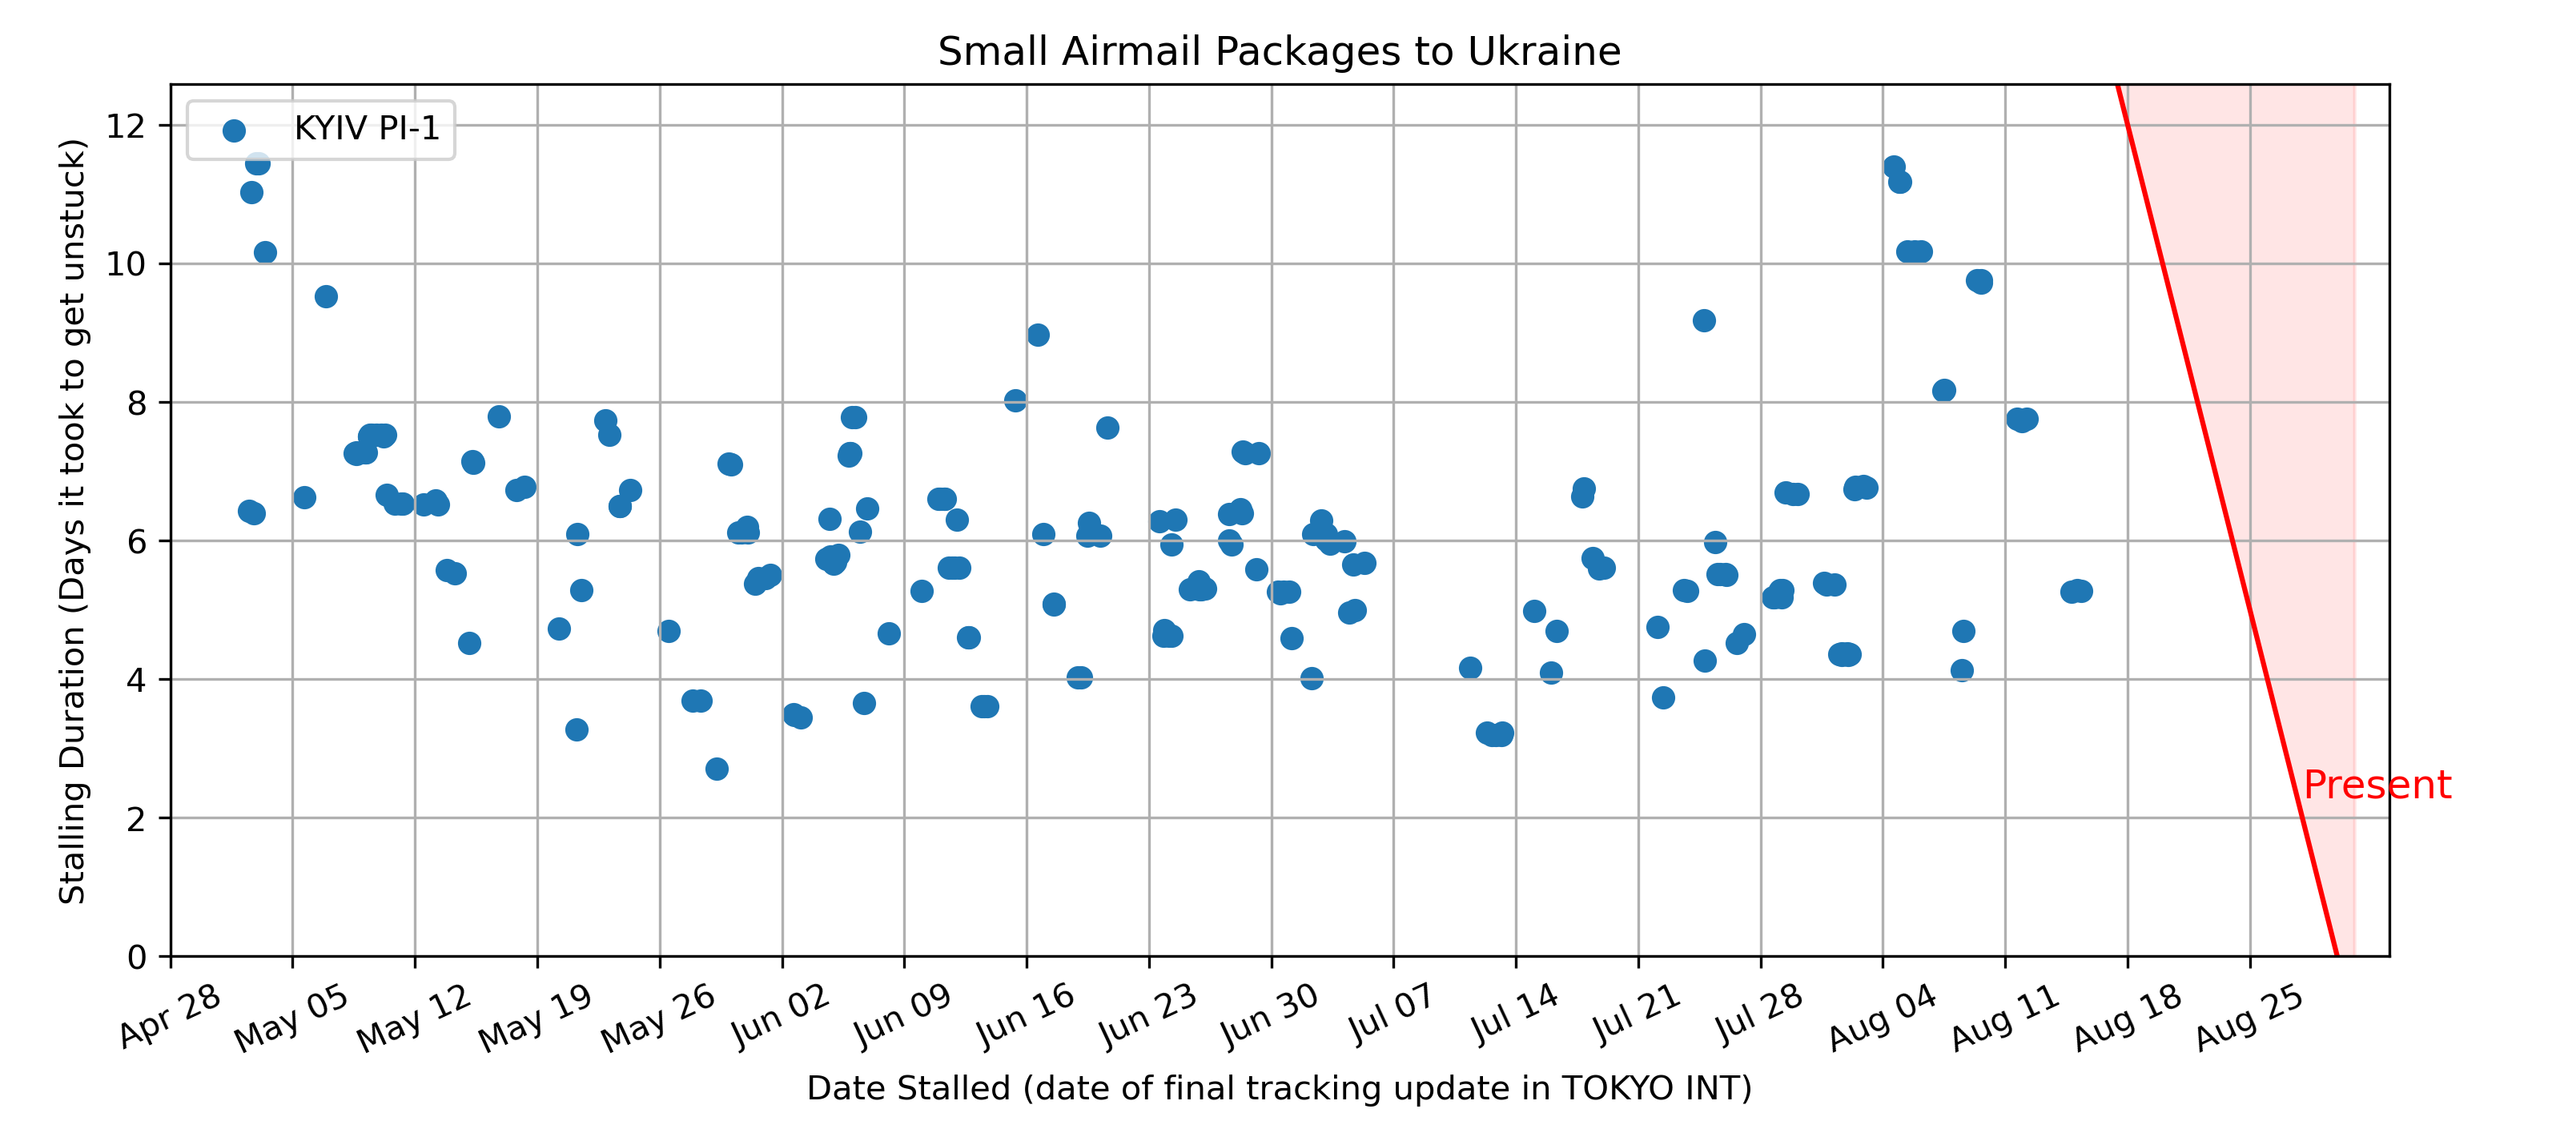 Small Airmail Packages to Ukraine
KYIV PI-1
Stalling Duration (Days it took to get unstuck)
12
10
8
6
4
2
0
Present
Apr 28
May 05
May 12
May 19
May 26
Jun 02
Jun 09
Jun 16
Jun 23
Jun 30
Jul 07
Jul 14
Jul 21
Jul 28
Aug 04
Aug 11
Aug 18
Aug 25
Date Stalled (date of final tracking update in TOKYO INT)